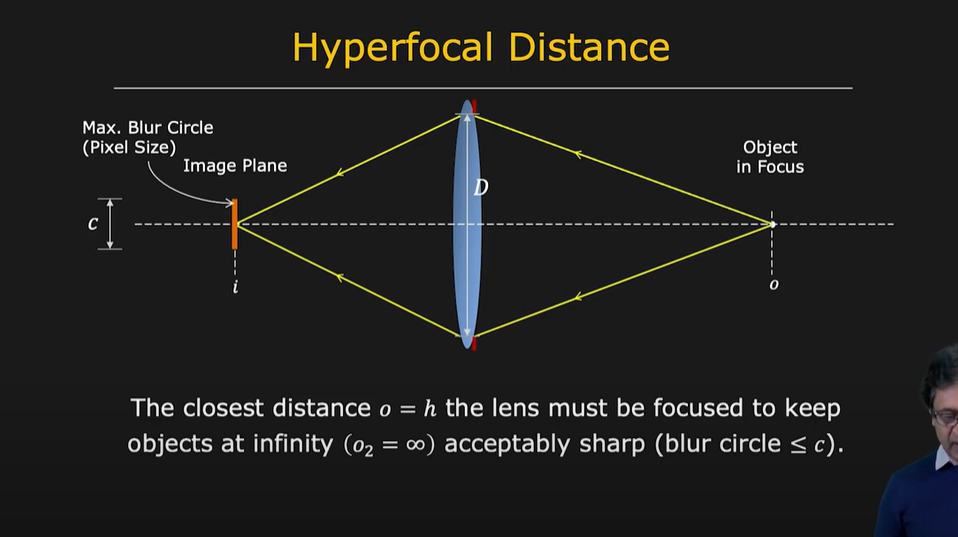 Hyperfocal Distance
Max. Blur Circle
(Pixel Size)
Image Plane
Object
in Focus
D
c
i
o
The closest distance o = h the lens must be focused to keep
objects at infinity (o₂ = ∞) acceptably sharp (blur circle ≤ c).